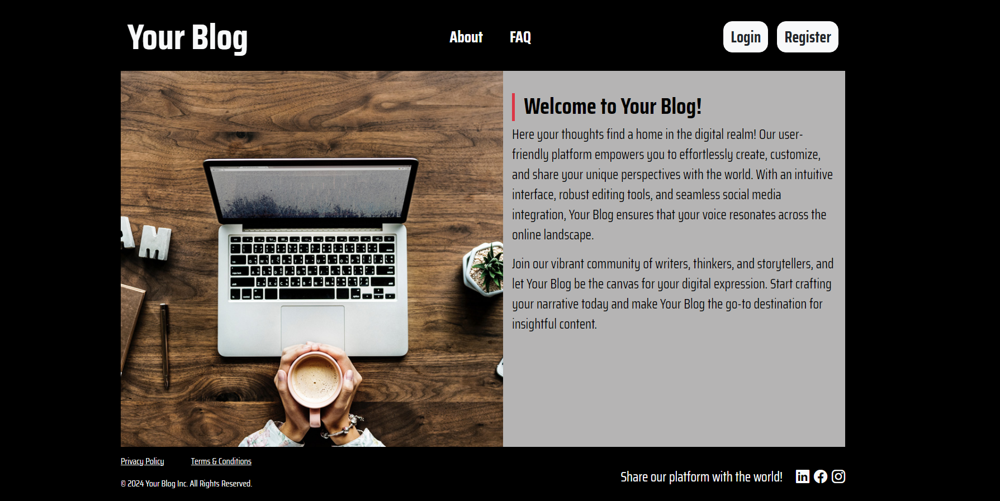 Your Blog
About FAQ
Login Register
Welcome to Your Blog!
Here your thoughts find a home in the digital realm! Our user-
friendly platform empowers you to effortlessly create, customize,
and share your unique perspectives with the world. With an intuitive
interface, robust editing tools, and seamless social media
integration, Your Blog ensures that your voice resonates across the
online landscape.
Join our vibrant community of writers, thinkers, and storytellers, and
let Your Blog be the canvas for your digital expression. Start crafting
your narrative today and make Your Blog the go-to destination for
insightful content.
Privacy Policy Terms & Conditions
© 2024 Your Blog Inc. All Rights Reserved.
Share our platform with the world!